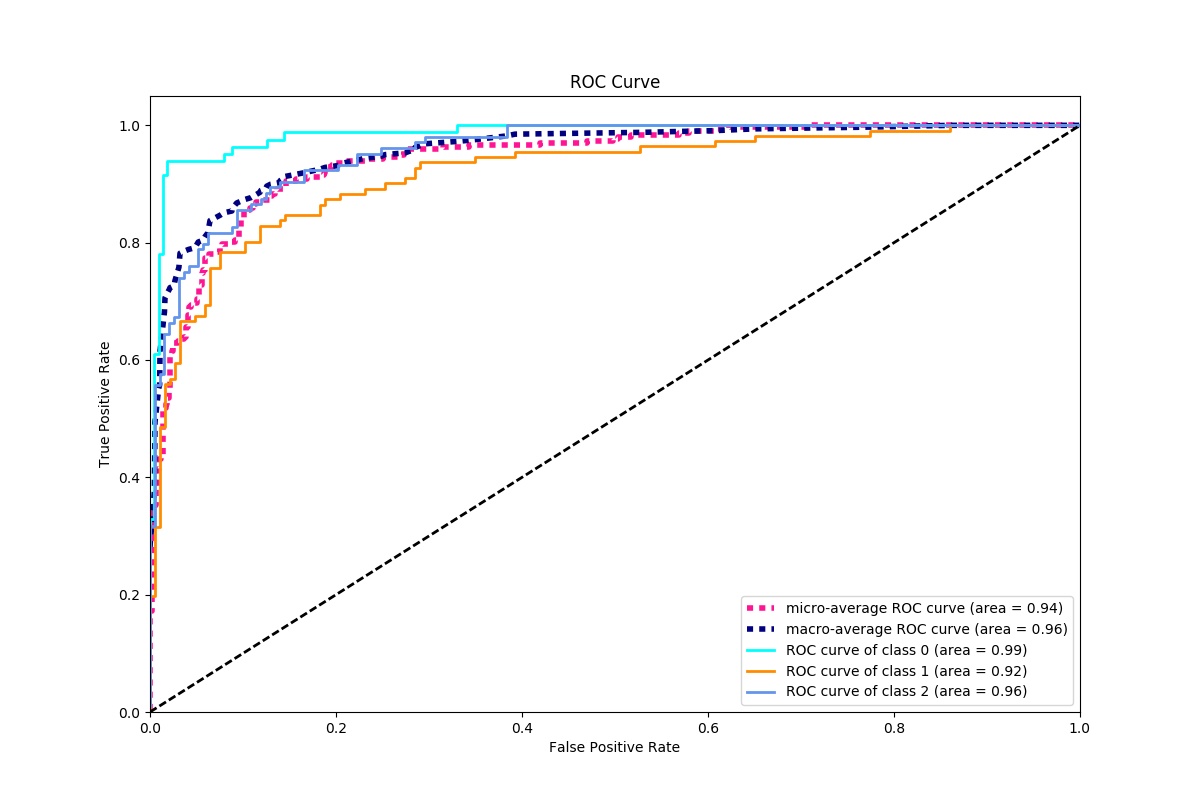 ROC Curve
1.0
0.8
0.6
0.4
0.2
0.0
True Positive Rate
0.0 0.2 0.4 0.6 0.8 1.0
False Positive Rate
micro-average ROC curve (area = 0.94)
macro-average ROC curve (area = 0.96)
ROC curve of class 0 (area = 0.99)
ROC curve of class 1 (area = 0.92)
ROC curve of class 2 (area = 0.96)